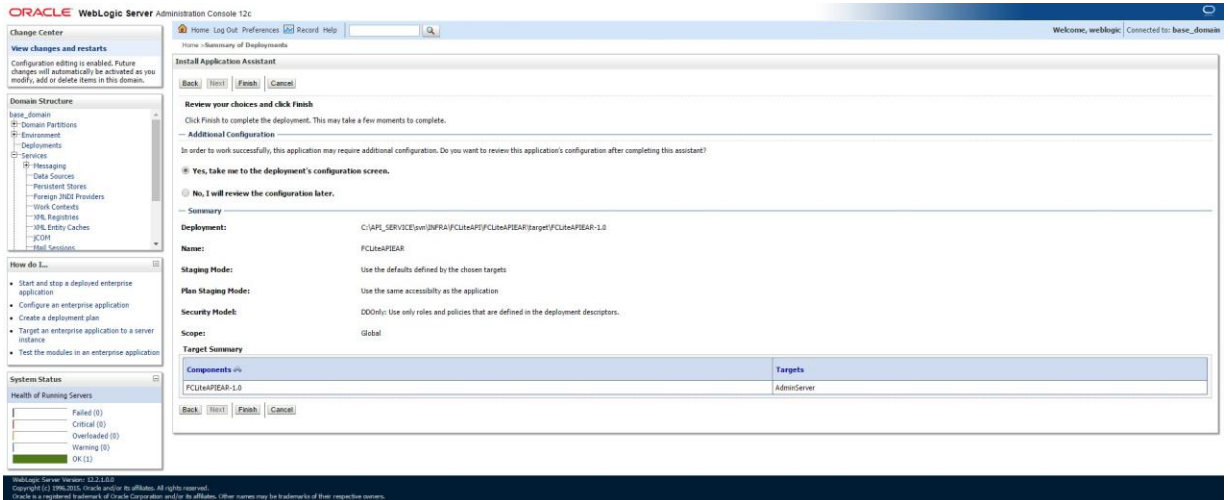 ORACLE WebLogic Server Administration Console 12c
Change Center
View changes and restarts
Configuration editing is enabled. Future
changes will automatically be activated as you
modify, add or delete items in this domain.
Domain Structure
base_domain
Domain Partitions
Environment
Deployments
Services
Messaging
Data Sources
Persistent Stores
Foreign JNDI Providers
Work Contexts
XML Registries
XML Entity Caches
jCOM
Mail Sessions
How do I...
Start and stop a deployed enterprise
application
Configure an enterprise application
Create a deployment plan
Target an enterprise application to a server
instance
Test the modules in an enterprise application
System Status
Health of Running Servers
Failed (0)
Critical (0)
Overloaded (0)
Warning (0)
OK (1)
Home Log Out Preferences Record Help
Welcome, weblogic Connected to: base_domain
Home >Summary of Deployments
Install Application Assistant
Back Next Finish Cancel
Review your choices and click Finish
Click Finish to complete the deployment. This may take a few moments to complete.
Additional Configuration
In order to work successfully, this application may require additional configuration. Do you want to review this application's configuration after completing this assistant?
Yes, take me to the deployment's configuration screen.
No, I will review the configuration later.
Summary
Deployment: C:\API_SERVICE\svn\INFRA\FCLiteAPI\FCLiteAPIEAR\target\FCLiteAPIEAR-1.0
Name: FCLiteAPIEAR
Staging Mode: Use the defaults defined by the chosen targets
Plan Staging Mode: Use the same accessibilty as the application
Security Model: DDOnly: Use only roles and policies that are defined in the deployment descriptors.
Scope: Global
Target Summary
Components Targets
FCLiteAPIEAR-1.0 AdminServer
Back Next Finish Cancel
WebLogic Server Version: 12.2.1.0.0
Copyright (c) 1996,2015, Oracle and/or its affiliates. All rights reserved.
Oracle is a registered trademark of Oracle Corporation and/or its affiliates. Other names may be trademarks of their respective owners.